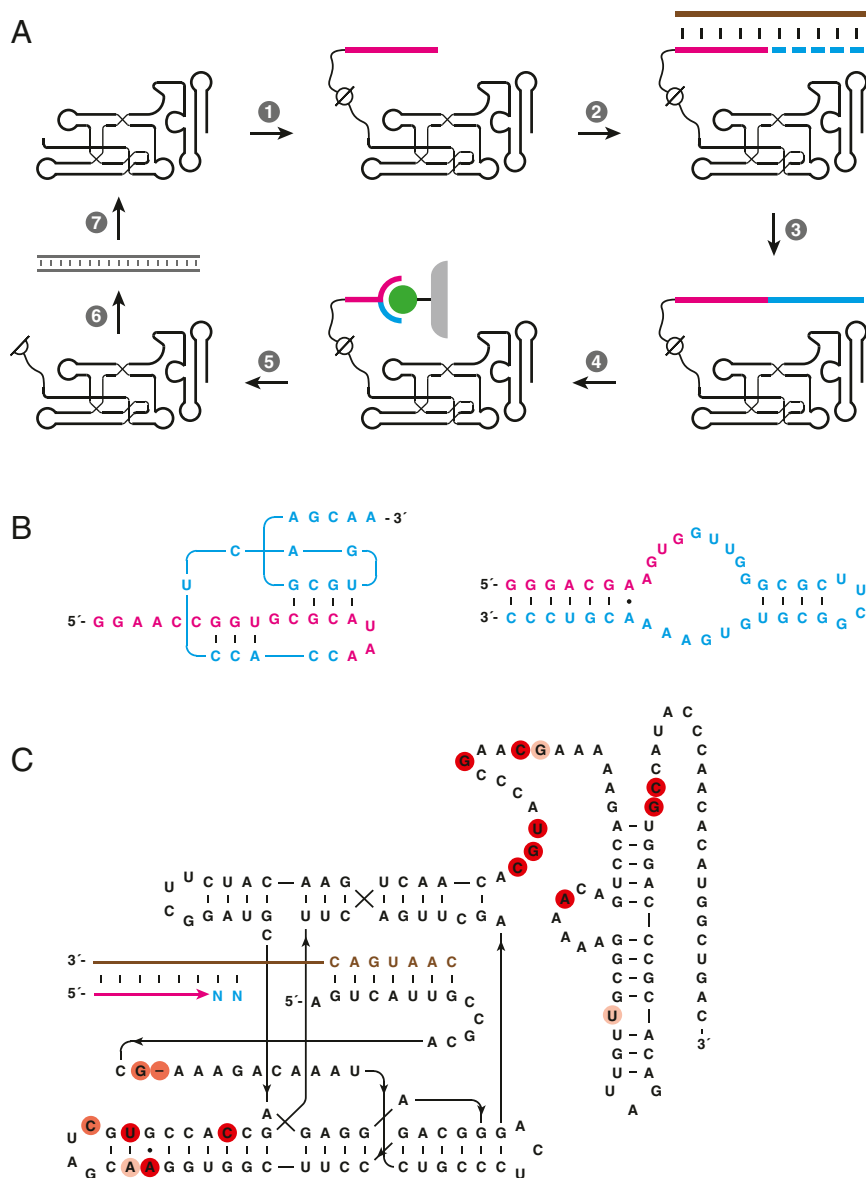 A
1
2
7
3
6
5
4
B
A G C A A -3´
C A G
U G C G U
5´- G G A A C C G G U G C G C A U
A
C C A C C A
5´- G G G A C G A A G U G G U U G G G C G C U U
3´- C C C U G C A A A A G U G U G C G G C
C
G A A C G A A A A A G A C C U G
G C C C A U G C A
A C A A A A
G G C G U U G U U A G A C A C G C C C A G G U G C C A U A C C C A A C A C A U G G C U G A C -3´
U U C U A C A A G U C A A C A
C G G A U G U U C A G U U C G A
C
3´- C A G U A A C
5´- N N
5´- A G U C A U U G C C G C A
C G – A A A G A C A A A U
A A
U C G U G C C A C C G G A G G G A C G G G A C
A G C A A G G U G G C U U C C C U G C C C U